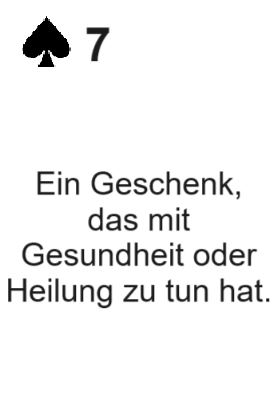 ♠ 7
Ein Geschenk,
das mit
Gesundheit oder
Heilung zu tun hat.